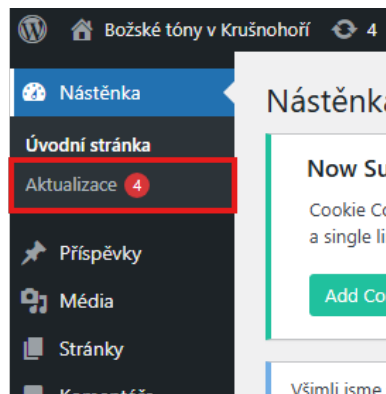 Božské tóny v Krušnohoří 4
Nástěnka
Úvodní stránka
Aktualizace 4
Příspěvky
Média
Stránky
Komentáře
Nástěnka
Now Su
Cookie Co
a single li
Add Co
Všimli jsme